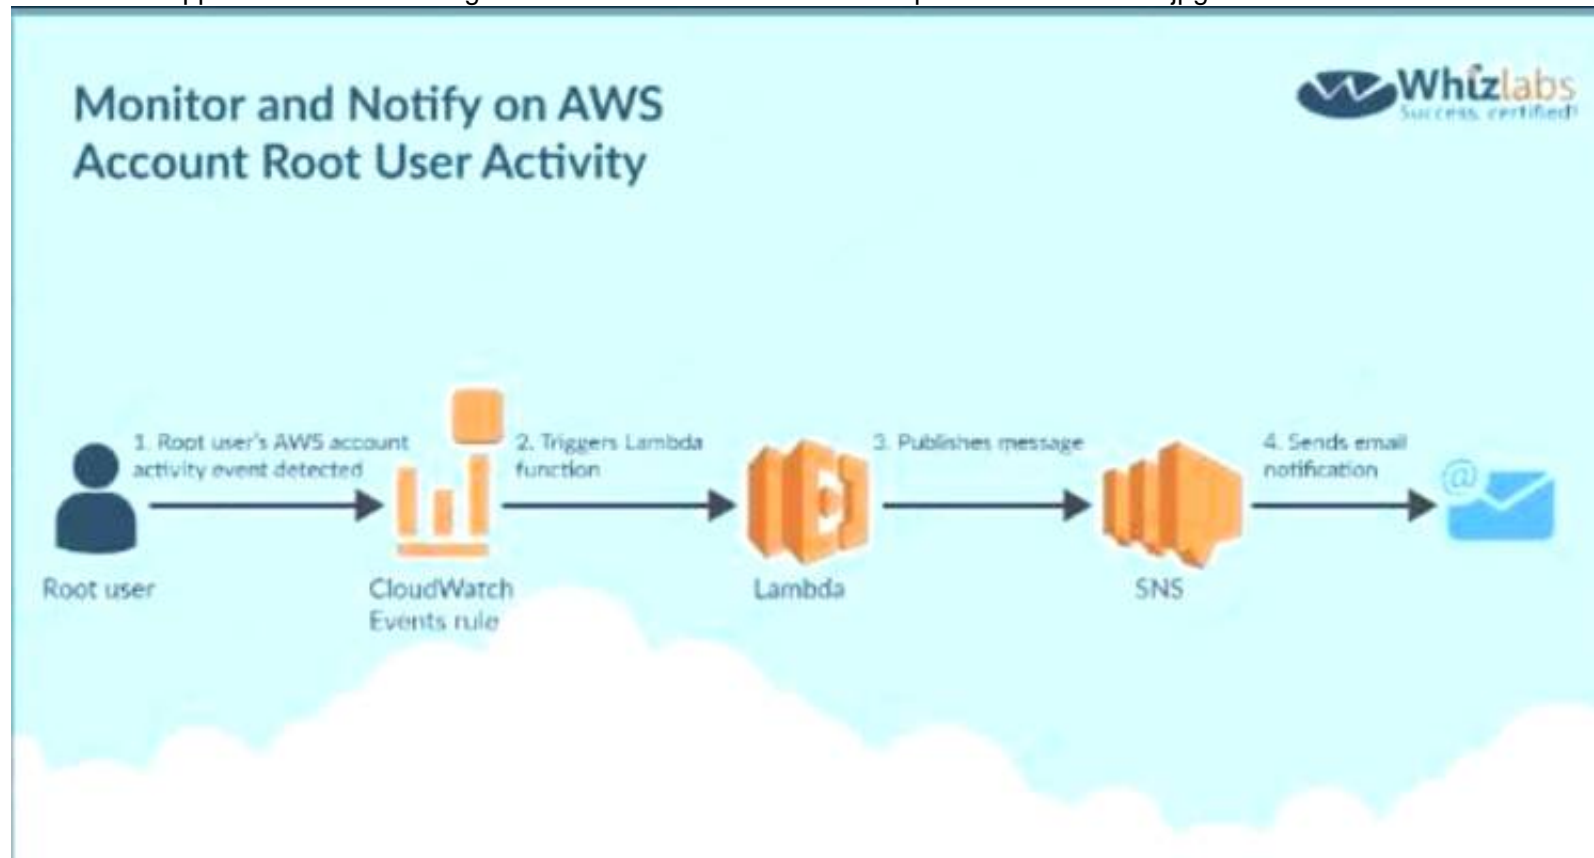 Monitor and Notify on AWS
Account Root User Activity
Whizlabs
Success. certified!
1. Root user's AWS account
activity event detected
2. Triggers Lambda
function
3. Publishes message
4. Sends email
notification
@
Root user
CloudWatch
Events rule
Lambda
SNS